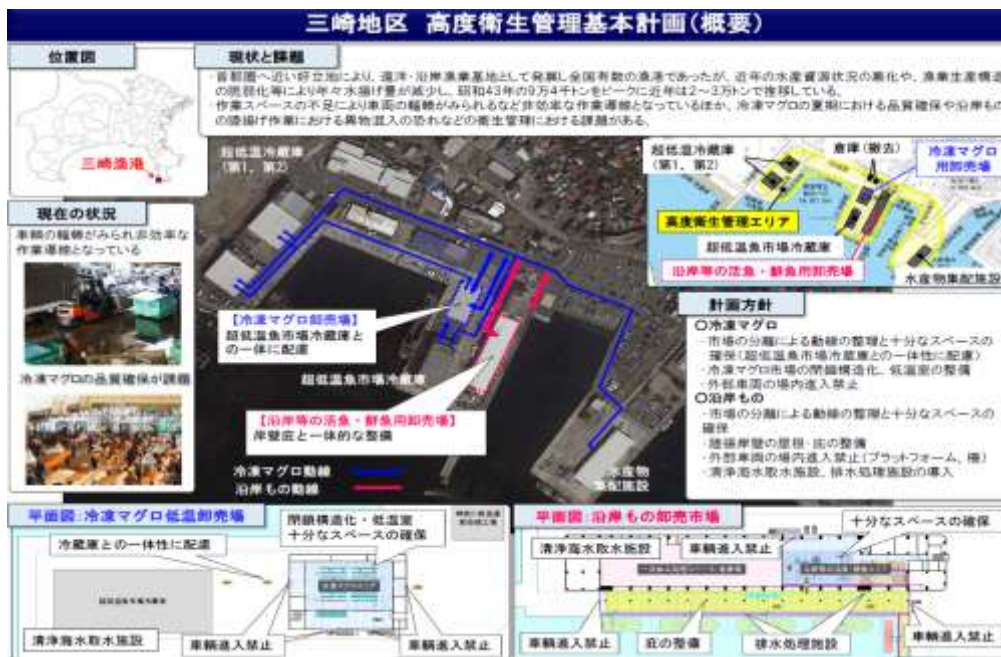 三崎地区 高度衛生管理基本計画(概要)
位置図
三崎漁港
現状と課題
・首都圏へ近い好立地により、遠洋・沿岸漁業基地として発展し全国有数の漁港であったが、近年の水産資源状況の悪化や、漁業生産構造
の脆弱化等により年々水揚げ量が減少し、昭和43年の9万4千トンをピークに近年は2〜3万トンで推移している。
・作業スペースの不足により車両の輻輳がみられるなど非効率な作業導線となっているほか、冷凍マグロの夏期における品質確保や沿岸もの
の陸揚げ作業における異物混入の恐れなどの衛生管理における課題がある。
現在の状況
車輌の輻輳がみられ非効率な
作業導線となっている
冷凍マグロの品質確保が課題
超低温冷蔵庫
(第1、第2)
【冷凍マグロ卸売場】
超低温魚市場冷蔵庫と
の一体に配慮
超低温魚市場冷蔵庫
【沿岸等の活魚・鮮魚用卸売場】
岸壁庇と一体的な整備
冷凍マグロ動線
沿岸もの動線
水産物
集配施設
超低温冷蔵庫
(第1、第2)
倉庫(撤去)
冷凍マグロ
用卸売場
高度衛生管理エリア
超低温魚市場冷蔵庫
沿岸等の活魚・鮮魚用卸売場
水産物集配施設
計画方針
○冷凍マグロ
・市場の分離による動線の整理と十分なスペースの
確保(超低温魚市場冷蔵庫との一体性に配慮)
・冷凍マグロ市場の閉鎖構造化、低温室の整備
・外部車両の場内進入禁止
○沿岸もの
・市場の分離による動線の整理と十分なスペースの
確保
・陸揚岸壁の屋根・庇の整備
・外部車両の場内進入禁止(プラットフォーム、柵)
・清浄海水取水施設、排水処理施設の導入
平面図:冷凍マグロ低温卸売場
冷蔵庫との一体性に配慮
閉鎖構造化・低温室
十分なスペースの確保
超低温魚市場冷蔵庫
清浄海水取水施設
車輌進入禁止
車輌進入禁止
平面図:沿岸もの卸売市場
十分なスペースの確保
清浄海水取水施設
車輌進入禁止
車輌進入禁止
庇の整備
排水処理施設
車輌進入禁止